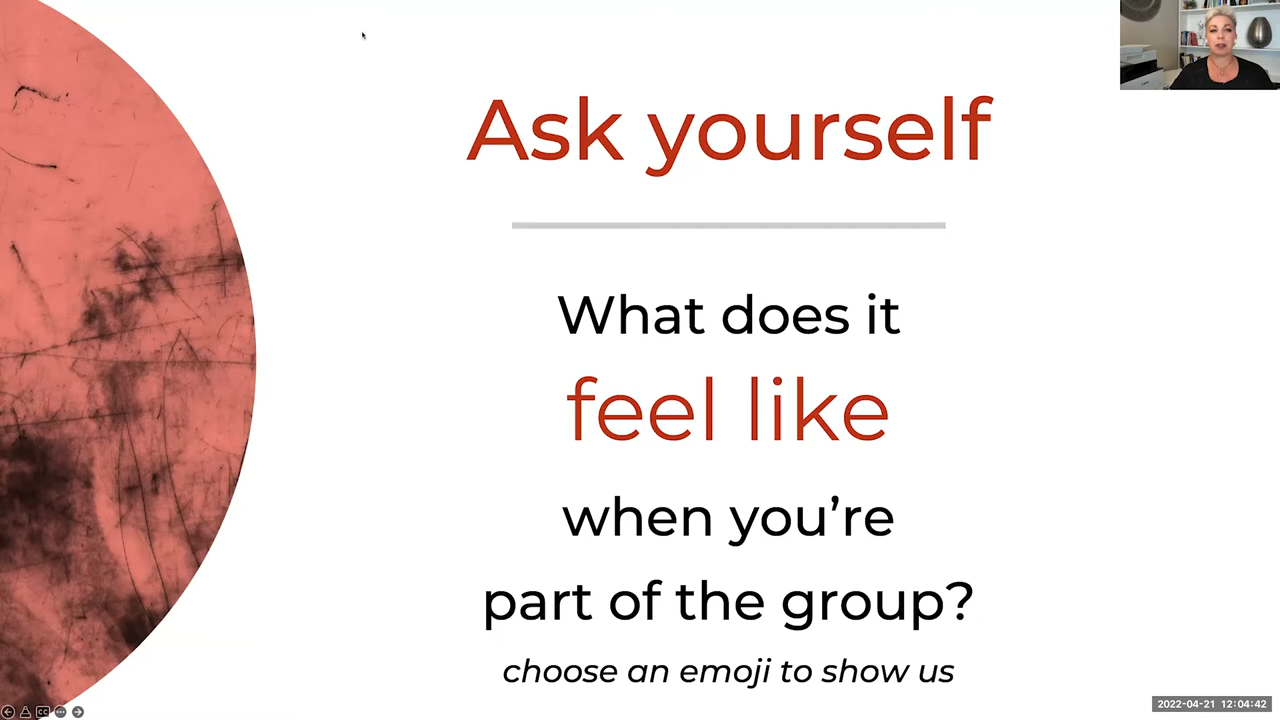 Ask yourself
What does it
feel like
when you’re
part of the group?
choose an emoji to show us
2022-04-21 12:04:42